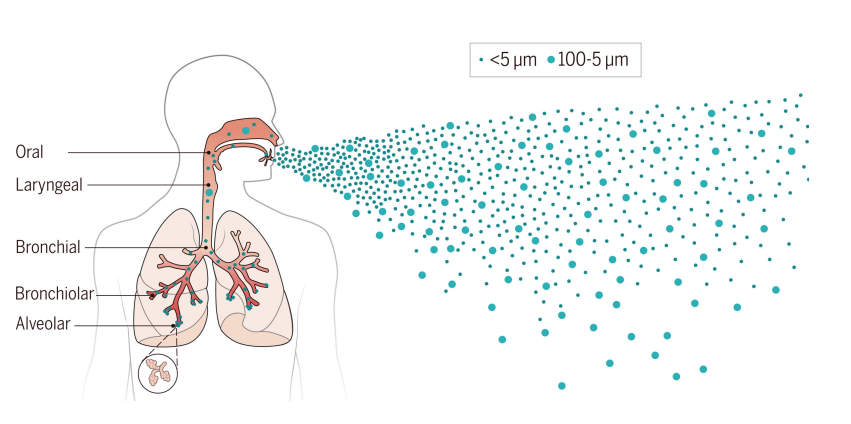 <5 μm 100-5 μm
Oral
Laryngeal
Bronchial
Bronchiolar
Alveolar